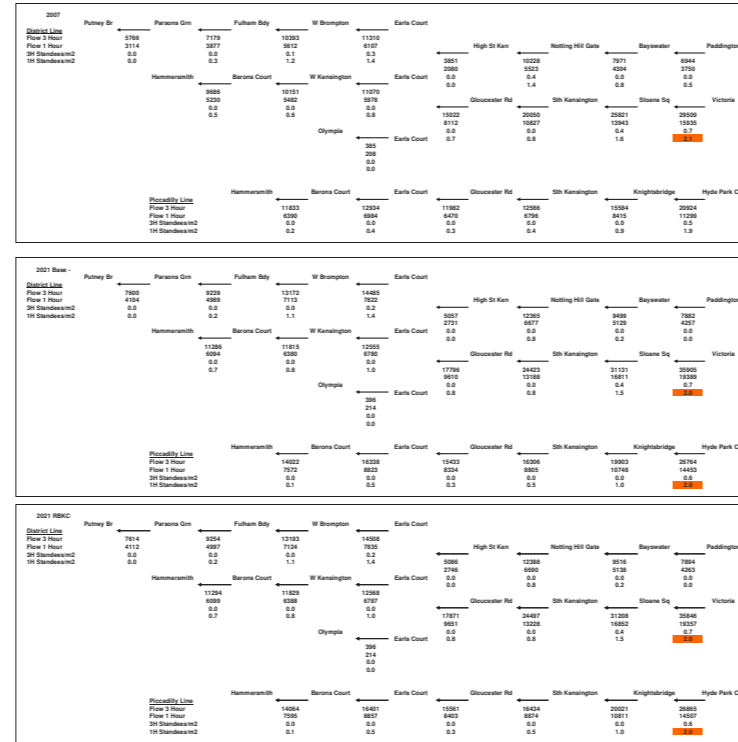 2007
Putney Br Parsons Grn Fulham Bdy W Brompton Earls Court
District Line
Flow 3 Hour 5766 7179 10393 11310
Flow 1 Hour 3114 3877 5612 6107 High St Ken Notting Hill Gate Bayswater Paddington
3H Standees/m2 0.0 0.0 0.1 0.3 3851 10228 7971 6944
1H Standees/m2 0.0 0.3 1.2 1.4 2080 5523 4304 3750
0.0 0.4 0.0 0.0
Hammersmith Barons Court W Kensington Earls Court 0.0 1.4 0.8 0.5
9686 10151 11070
5230 5482 5978 Gloucester Rd Sth Kensington Sloane Sq Victoria
0.0 0.0 0.0
0.5 0.6 0.8 15022 20050 25821 29509
8112 10827 13943 15935
Olympia Earls Court 0.0 0.0 0.4 0.7
0.7 0.8 1.6 2.1
385
208
0.0
0.0
Hammersmith Barons Court Earls Court Gloucester Rd Sth Kensington Knightsbridge Hyde Park C
Piccadilly Line
Flow 3 Hour 11833 12934 11982 12586 15584 20924
Flow 1 Hour 6390 6984 6470 6796 8415 11299
3H Standees/m2 0.0 0.0 0.0 0.0 0.0 0.5
1H Standees/m2 0.2 0.4 0.3 0.4 0.9 1.9
2021 Base -
Putney Br Parsons Grn Fulham Bdy W Brompton Earls Court
District Line
Flow 3 Hour 7600 9239 13172 14485
Flow 1 Hour 4104 4989 7113 7822 High St Ken Notting Hill Gate Bayswater Paddington
3H Standees/m2 0.0 0.0 0.0 0.2
1H Standees/m2 0.0 0.2 1.1 1.4 5057 12365 9499 7882
2731 6677 5129 4257
Hammersmith Barons Court W Kensington Earls Court 0.0 0.0 0.0 0.0
0.0 0.8 0.2 0.0
11286 11815 12555
6094 6380 6780 Gloucester Rd Sth Kensington Sloane Sq Victoria
0.0 0.0 0.0
0.7 0.8 1.0 17796 24423 31131 35905
9610 13188 16811 19389
Olympia Earls Court 0.0 0.0 0.4 0.7
0.8 0.8 1.5 2.0
396
214
0.0
0.0
Hammersmith Barons Court Earls Court Gloucester Rd Sth Kensington Knightsbridge Hyde Park C
Piccadilly Line
Flow 3 Hour 14022 16338 15433 16306 19903 26764
Flow 1 Hour 7572 8823 8334 8805 10748 14453
3H Standees/m2 0.0 0.0 0.0 0.0 0.0 0.6
1H Standees/m2 0.1 0.5 0.3 0.5 1.0 2.0
2021 RBKC
Putney Br Parsons Grn Fulham Bdy W Brompton Earls Court
District Line
Flow 3 Hour 7614 9254 13193 14508
Flow 1 Hour 4112 4997 7124 7835 High St Ken Notting Hill Gate Bayswater Paddington
3H Standees/m2 0.0 0.0 0.0 0.2
1H Standees/m2 0.0 0.2 1.1 1.4 5086 12388 9516 7894
2746 6690 5138 4263
Hammersmith Barons Court W Kensington Earls Court 0.0 0.0 0.0 0.0
0.0 0.8 0.2 0.0
11294 11829 12568
6099 6388 6787 Gloucester Rd Sth Kensington Sloane Sq Victoria
0.0 0.0 0.0
0.7 0.8 1.0 17871 24497 31208 35846
9651 13228 16852 19357
Olympia Earls Court 0.0 0.0 0.4 0.7
0.8 0.8 1.5 2.0
396
214
0.0
0.0
Hammersmith Barons Court Earls Court Gloucester Rd Sth Kensington Knightsbridge Hyde Park C
Piccadilly Line
Flow 3 Hour 14064 16401 15561 16434 20021 26865
Flow 1 Hour 7595 8857 8403 8874 10811 14507
3H Standees/m2 0.0 0.0 0.0 0.0 0.0 0.6
1H Standees/m2 0.1 0.5 0.3 0.5 1.0 2.0